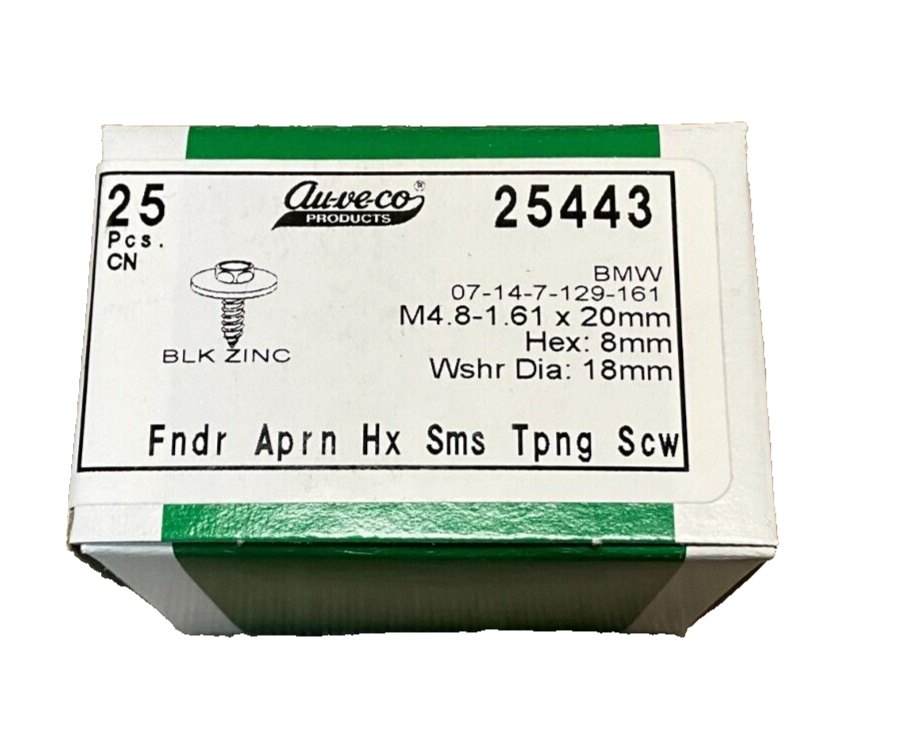 25
Pcs.
CN
au-ve-co®
PRODUCTS
25443
BLK ZINC
BMW
07-14-7-129-161
M4.8-1.61 x 20mm
Hex: 8mm
Wshr Dia: 18mm
Fndr Aprn Hx Sms Tpng Scw